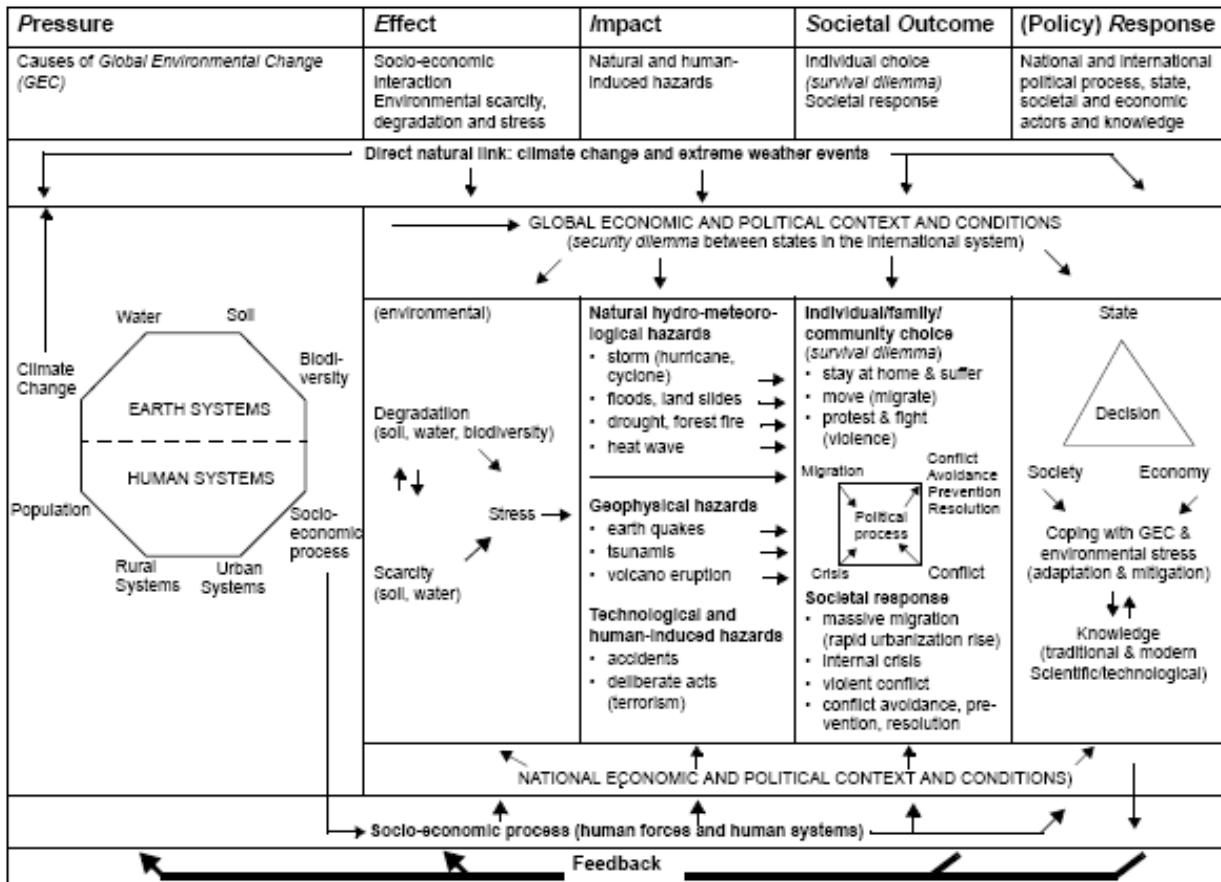 Pressure
Effect
Impact
Societal Outcome
(Policy) Response
Causes of Global Environmental Change
(GEC)
Socio-economic
interaction
Environmental scarcity,
degradation and stress
Natural and human-
induced hazards
Individual choice
(survival dilemma)
Societal response
National and international
political process, state,
societal and economic
actors and knowledge
Direct natural link: climate change and extreme weather events
GLOBAL ECONOMIC AND POLITICAL CONTEXT AND CONDITIONS
(security dilemma between states in the international system)
Water
Soil
Climate
Change
Biodi-
versity
EARTH SYSTEMS
HUMAN SYSTEMS
Population
Socio-
economic
process
Rural
Systems
Urban
Systems
(environmental)
Degradation
(soil, water, biodiversity)
Stress
Scarcity
(soil, water)
Natural hydro-meteoro-
logical hazards
• storm (hurricane,
cyclone)
• floods, land slides
• drought, forest fire
• heat wave
Geophysical hazards
• earth quakes
• tsunamis
• volcano eruption
Technological and
human-induced hazards
• accidents
• deliberate acts
(terrorism)
Individual/family/
community choice
(survival dilemma)
• stay at home & suffer
• move (migrate)
• protest & fight
(violence)
Migration
Conflict
Avoidance
Prevention
Resolution
Political
process
Crisis
Conflict
Societal response
• massive migration
(rapid urbanization rise)
• internal crisis
• violent conflict
• conflict avoidance, pre-
vention, resolution
State
Decision
Society
Economy
Coping with GEC &
environmental stress
(adaptation & mitigation)
Knowledge
(traditional & modern
Scientific/technological)
NATIONAL ECONOMIC AND POLITICAL CONTEXT AND CONDITIONS)
Socio-economic process (human forces and human systems)
Feedback